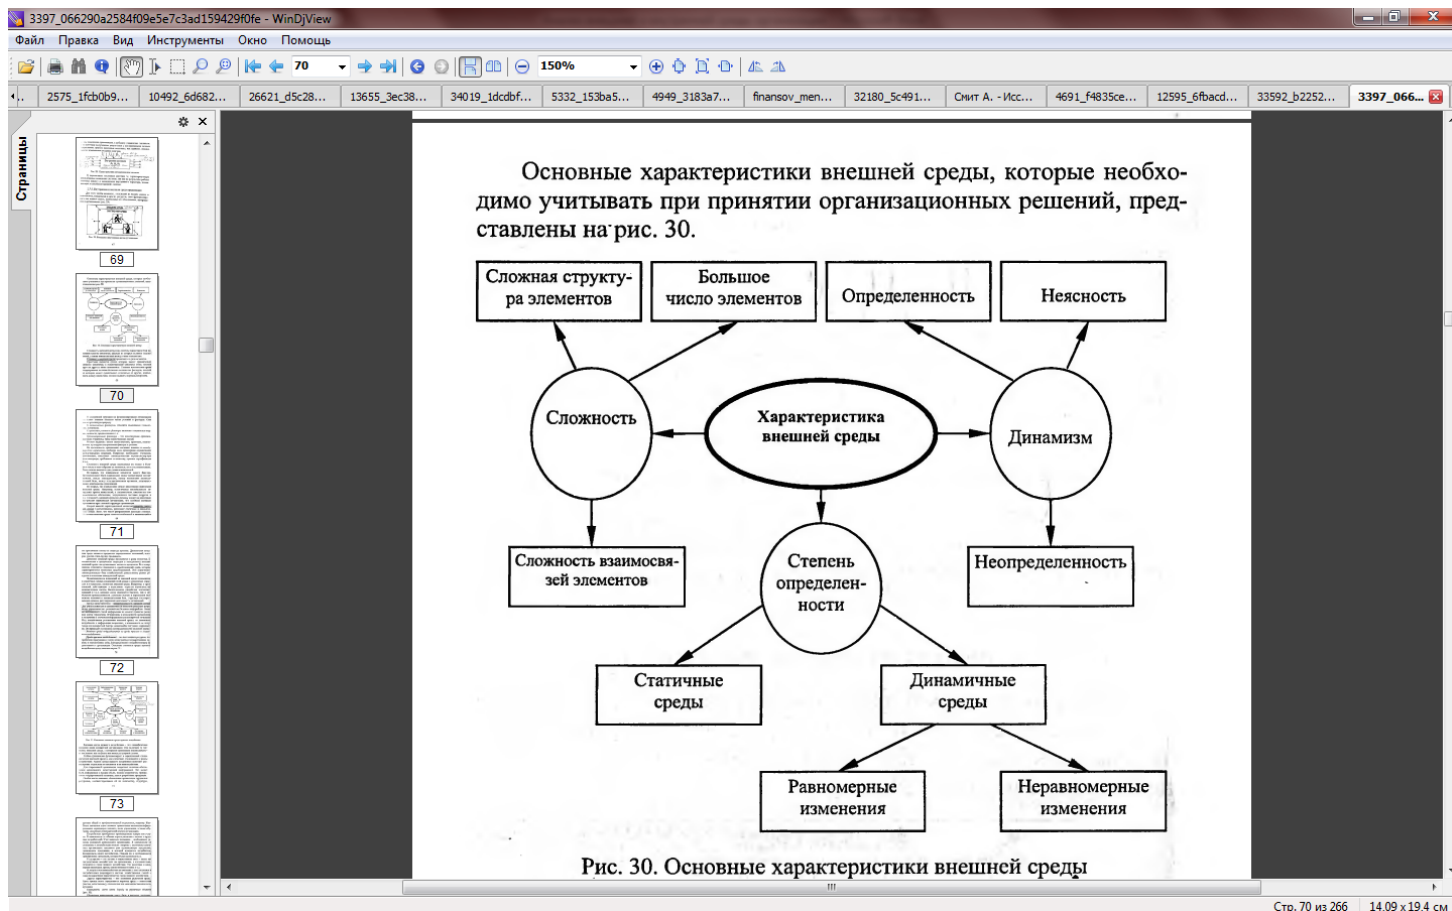 3397_066290a2584f09e5e7c3ad159429f0fe - WinDjView
Файл Правка Вид Инструменты Окно Помощь
70 150%
2575_1fcb0b9... 10492_6d682... 26621_d5c28... 13655_3ec38... 34019_1dcdbf... 5332_153ba5... 4949_3183a7... finansov_men... 32180_5c491... Смит А. - Исс... 4691_f4835ce... 12595_6fbacd... 33592_b2252... 3397_066...
Страницы
69
70
71
72
73
Основные характеристики внешней среды, которые необхо-
димо учитывать при принятии организационных решений, пред-
ставлены на рис. 30.
Сложная структу-
ра элементов
Большое
число элементов
Определенность
Неясность
Сложность
Характеристика
внешней среды
Динамизм
Сложность взаимосвя-
зей элементов
Степень
определен-
ности
Неопределенность
Статичные
среды
Динамичные
среды
Равномерные
изменения
Неравномерные
изменения
Рис. 30. Основные характеристики внешней среды
Стр. 70 из 266 14.09 x 19.4 см